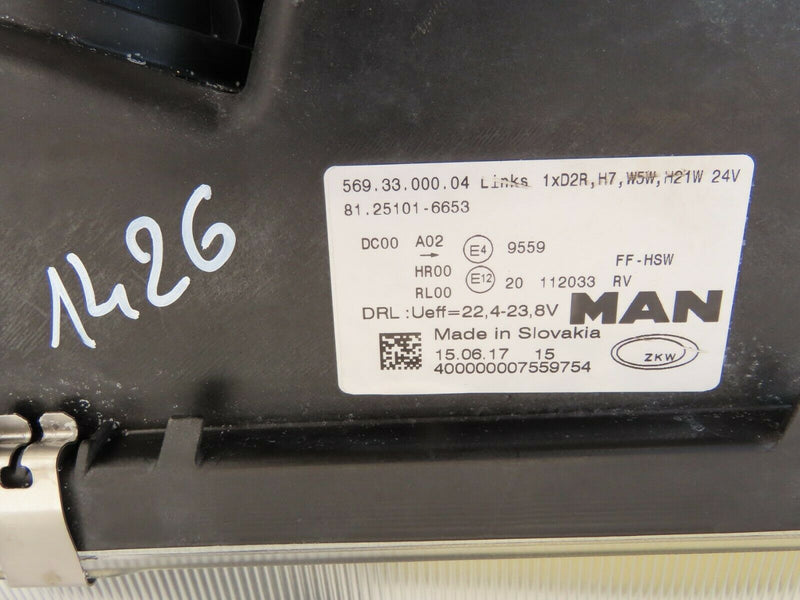 1426
569.33.000.04 Links 1xD2R,H7,W5W,H21W 24V
81.25101-6653
DC00 A02 → E4 9559
FF-HSW
HR00
RL00 E12 20 112033 RV
DRL :Ueff=22,4-23,8V MAN
Made in Slovakia
15.06.17 15
400000007559754
ZKW